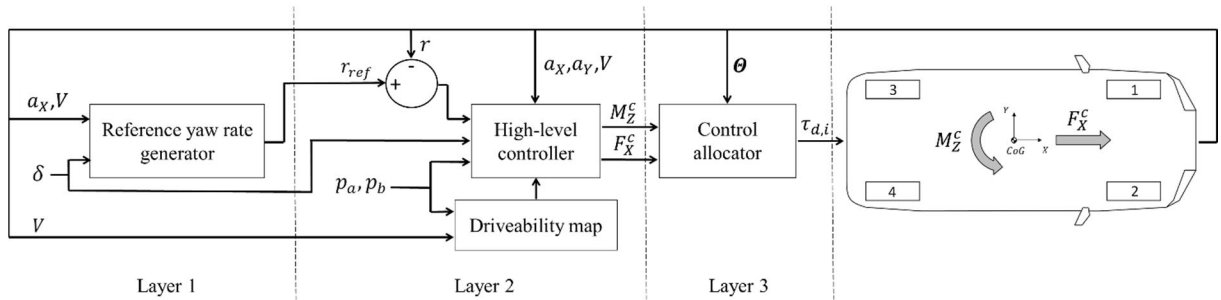 r
r_ref
+
-
a_X,V
a_X,a_Y,V
Θ
Reference yaw rate
generator
High-level
controller
M_Z^c
F_X^c
Control
allocator
τ_{d,i}
3
1
M_Z^c
Y
X
CoG
F_X^c
4
2
δ
p_a,p_b
V
Driveability map
Layer 1
Layer 2
Layer 3